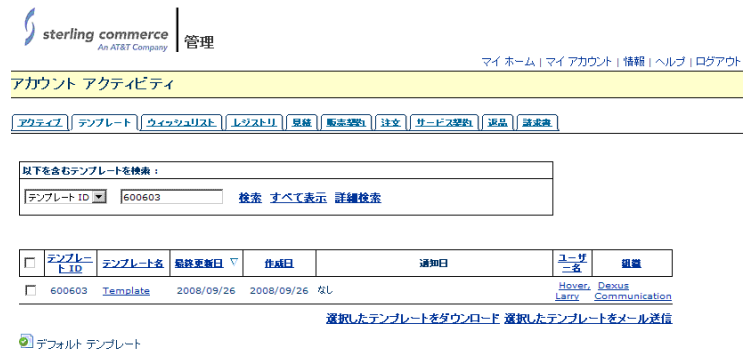 sterling commerce
An AT&T Company
管理
マイ ホーム | マイ アカウント | 情報 | ヘルプ | ログアウト
アカウント アクティビティ
アクティブ テンプレート ウィッシュリスト レジストリ 見積 販売契約 注文 サービス契約 返品 請求書
以下を含むテンプレートを検索：
テンプレート ID 600603 検索 すべて表示 詳細検索
テンプレート ID テンプレート名 最終更新日 ▽ 作成日 通知日 ユーザー名 組織
600603 Template 2008/09/26 2008/09/26 なし Hover, Larry Dexus Communication
選択したテンプレートをダウンロード 選択したテンプレートをメール送信
デフォルト テンプレート